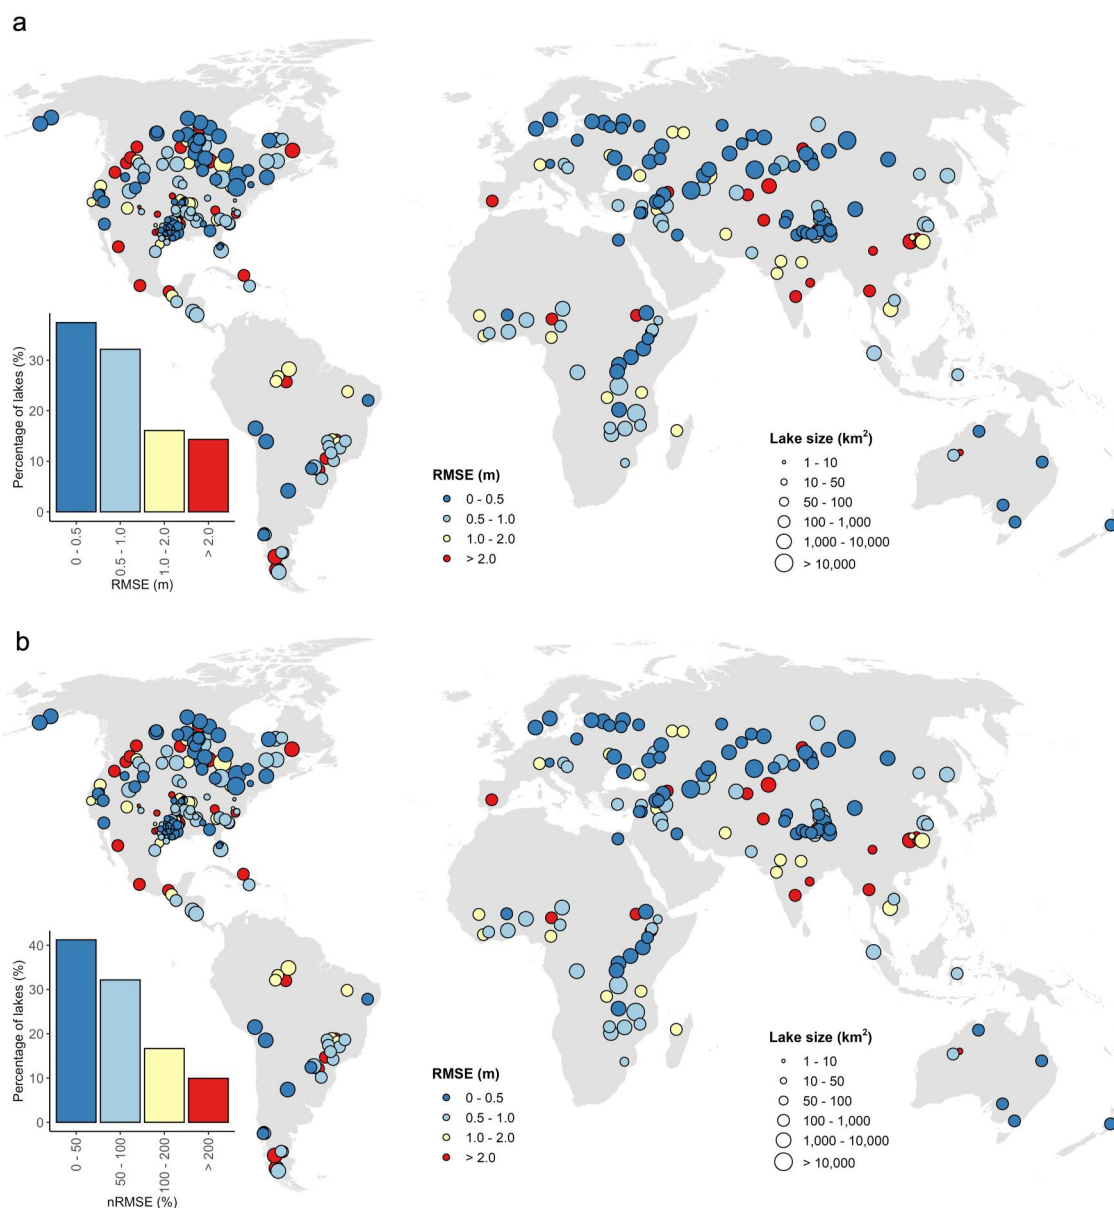 a
Percentage of lakes (%)
30
20
10
0
0 - 0.5
0.5 - 1.0
1.0 - 2.0
> 2.0
RMSE (m)
RMSE (m)
0 - 0.5
0.5 - 1.0
1.0 - 2.0
> 2.0
Lake size (km²)
1 - 10
10 - 50
50 - 100
100 - 1,000
1,000 - 10,000
> 10,000
b
Percentage of lakes (%)
40
30
20
10
0
0 - 50
50 - 100
100 - 200
> 200
nRMSE (%)
RMSE (m)
0 - 0.5
0.5 - 1.0
1.0 - 2.0
> 2.0
Lake size (km²)
1 - 10
10 - 50
50 - 100
100 - 1,000
1,000 - 10,000
> 10,000